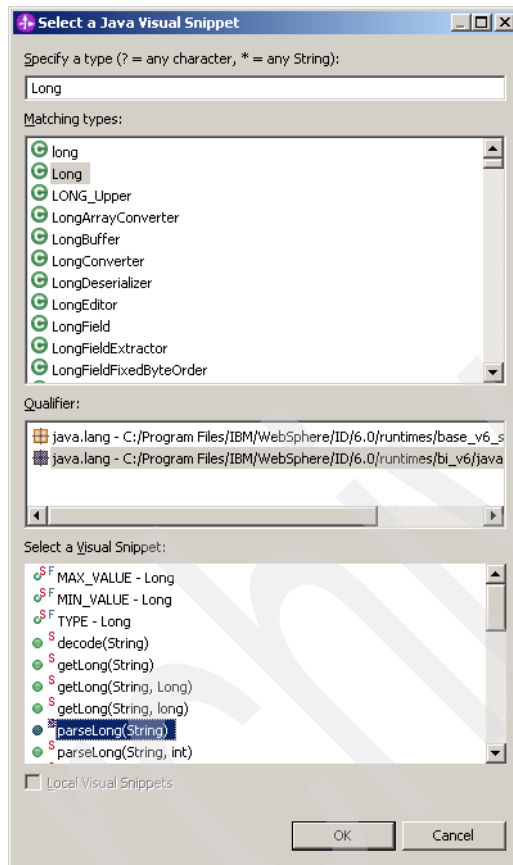 Select a Java Visual Snippet
Specify a type (? = any character, * = any String):
Long
Matching types:
long
Long
LONG_Upper
LongArrayConverter
LongBuffer
LongConverter
LongDeserializer
LongEditor
LongField
LongFieldExtractor
LongFieldFixedByteOrder
Qualifier:
java.lang - C:/Program Files/IBM/WebSphere/ID/6.0/runtimes/base_v6_s
java.lang - C:/Program Files/IBM/WebSphere/ID/6.0/runtimes/bi_v6/java
Select a Visual Snippet:
S F MAX_VALUE - Long
S F MIN_VALUE - Long
S F TYPE - Long
S decode(String)
S getLong(String)
S getLong(String, Long)
S getLong(String, long)
parseLong(String)
S parseLong(String, int)
Local Visual Snippets
OK Cancel